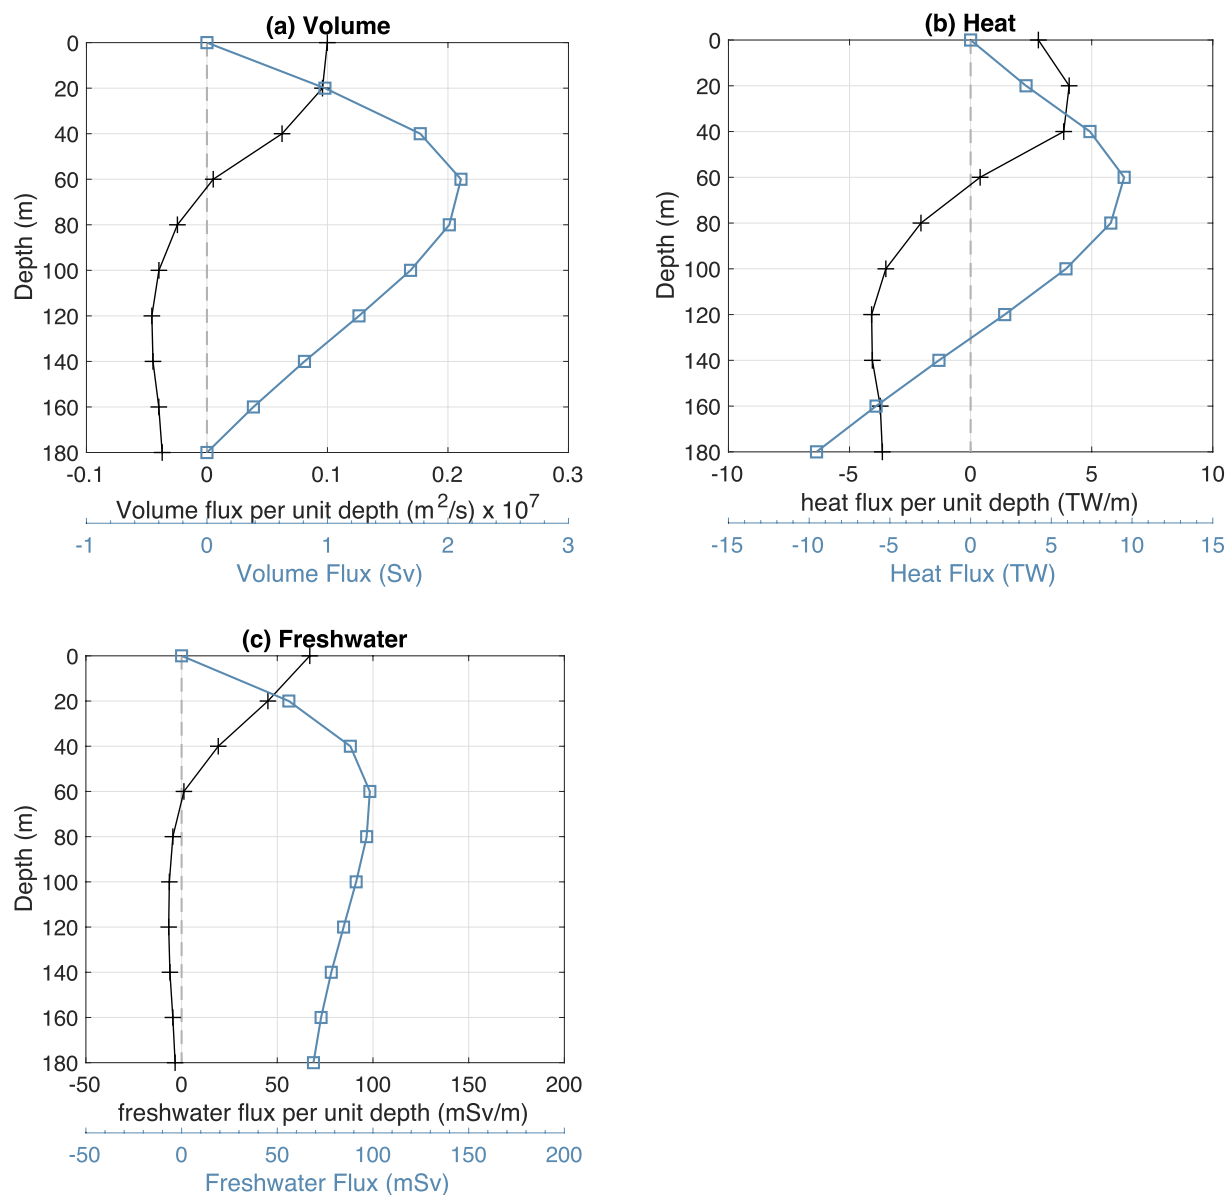 (a) Volume
0
20
40
60
80
100
120
140
160
180
Depth (m)
-0.1 0 0.1 0.2 0.3
Volume flux per unit depth (m²/s) x 10⁷
-1 0 1 2 3
Volume Flux (Sv)
(b) Heat
0
20
40
60
80
100
120
140
160
180
Depth (m)
-10 -5 0 5 10
heat flux per unit depth (TW/m)
-15 -10 -5 0 5 10 15
Heat Flux (TW)
(c) Freshwater
0
20
40
60
80
100
120
140
160
180
Depth (m)
-50 0 50 100 150 200
freshwater flux per unit depth (mSv/m)
-50 0 50 100 150 200
Freshwater Flux (mSv)